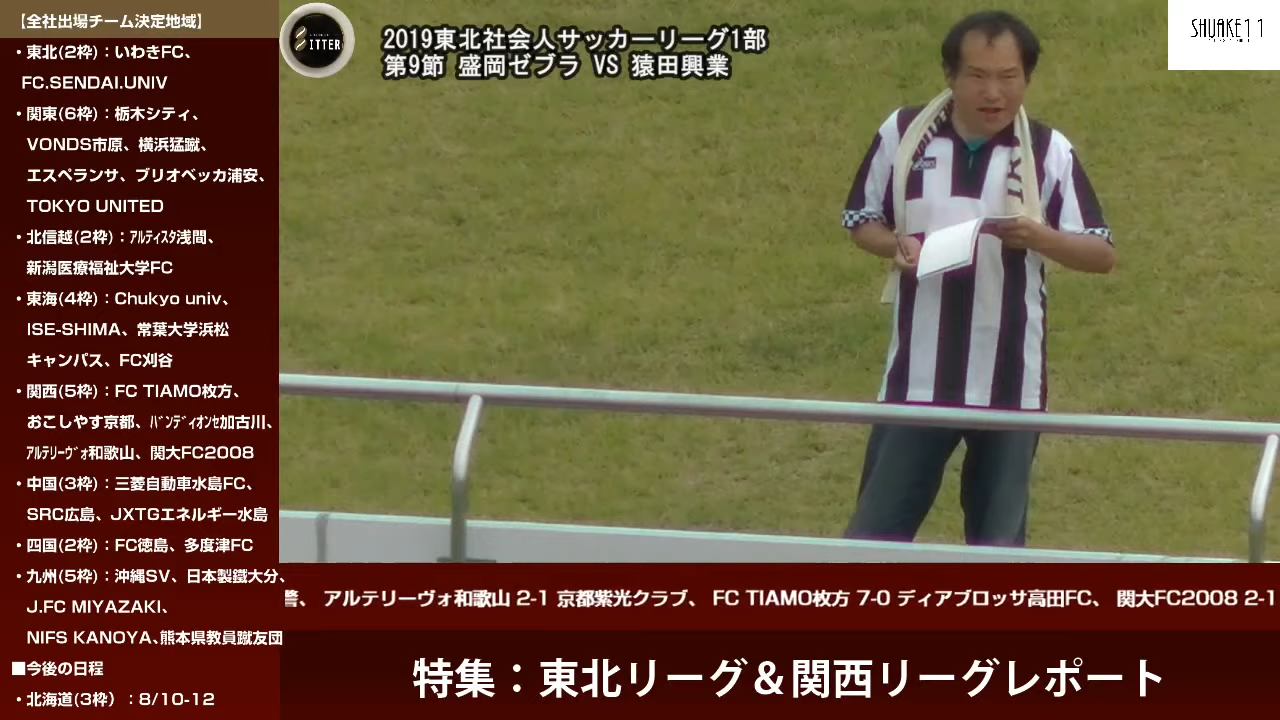 【全社出場チーム決定地域】
・東北(2枠)：いわきFC、
FC.SENDAI.UNIV
・関東(6枠)：栃木シティ、
VONDS市原、横浜猛蹴、
エスペランサ、ブリオベッカ浦安、
TOKYO UNITED
・北信越(2枠)：ｱﾙﾃｨｽﾀ浅間、
新潟医療福祉大学FC
・東海(4枠)：Chukyo univ、
ISE-SHIMA、常葉大学浜松
キャンパス、FC刈谷
・関西(5枠)：FC TIAMO枚方、
おこしやす京都、ﾊﾞﾝﾃﾞｨｵﾝｾ加古川、
ｱﾙﾃﾘｰｳﾞｫ和歌山、関大FC2008
・中国(3枠)：三菱自動車水島FC、
SRC広島、JXTGエネルギー水島
・四国(2枠)：FC徳島、多度津FC
・九州(5枠)：沖縄SV、日本製鐵大分、
J.FC MIYAZAKI、
NIFS KANOYA、熊本県教員蹴友団
■今後の日程
・北海道(3枠）：8/10-12
SITTER
2019東北社会人サッカーリーグ1部
第9節 盛岡ゼブラ VS 猿田興業
SHUAKE11
asics
警、 アルテリーヴォ和歌山 2-1 京都紫光クラブ、 FC TIAMO枚方 7-0 ディアブロッサ高田FC、 関大FC2008 2-1
特集：東北リーグ＆関西リーグレポート